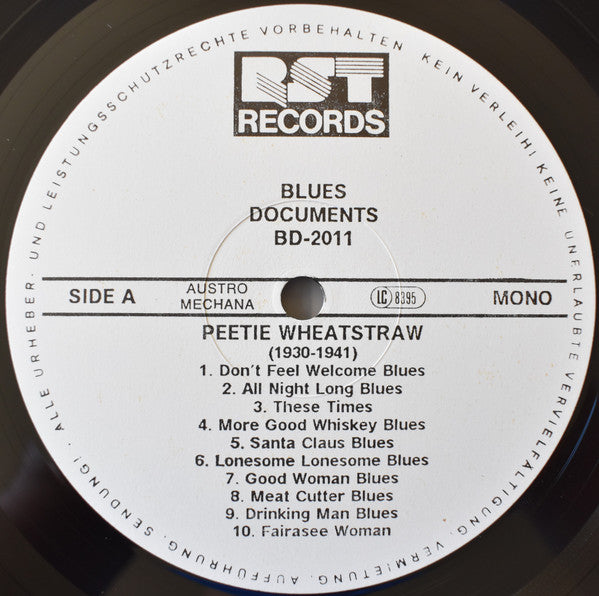 ALLE URHEBER- UND LEISTUNGSSCHUTZRECHTE VORBEHALTEN KEIN VERLEIH! KEINE UNERLAUBTE VERVIELFÄLTIGUNG, VERMIETUNG, AUFFÜHRUNG, SENDUNG!
RST
RECORDS
BLUES
DOCUMENTS
BD-2011
SIDE A
AUSTRO
MECHANA
LC 8395
MONO
PEETIE WHEATSTRAW
(1930-1941)
1. Don't Feel Welcome Blues
2. All Night Long Blues
3. These Times
4. More Good Whiskey Blues
5. Santa Claus Blues
6. Lonesome Lonesome Blues
7. Good Woman Blues
8. Meat Cutter Blues
9. Drinking Man Blues
10. Fairasee Woman